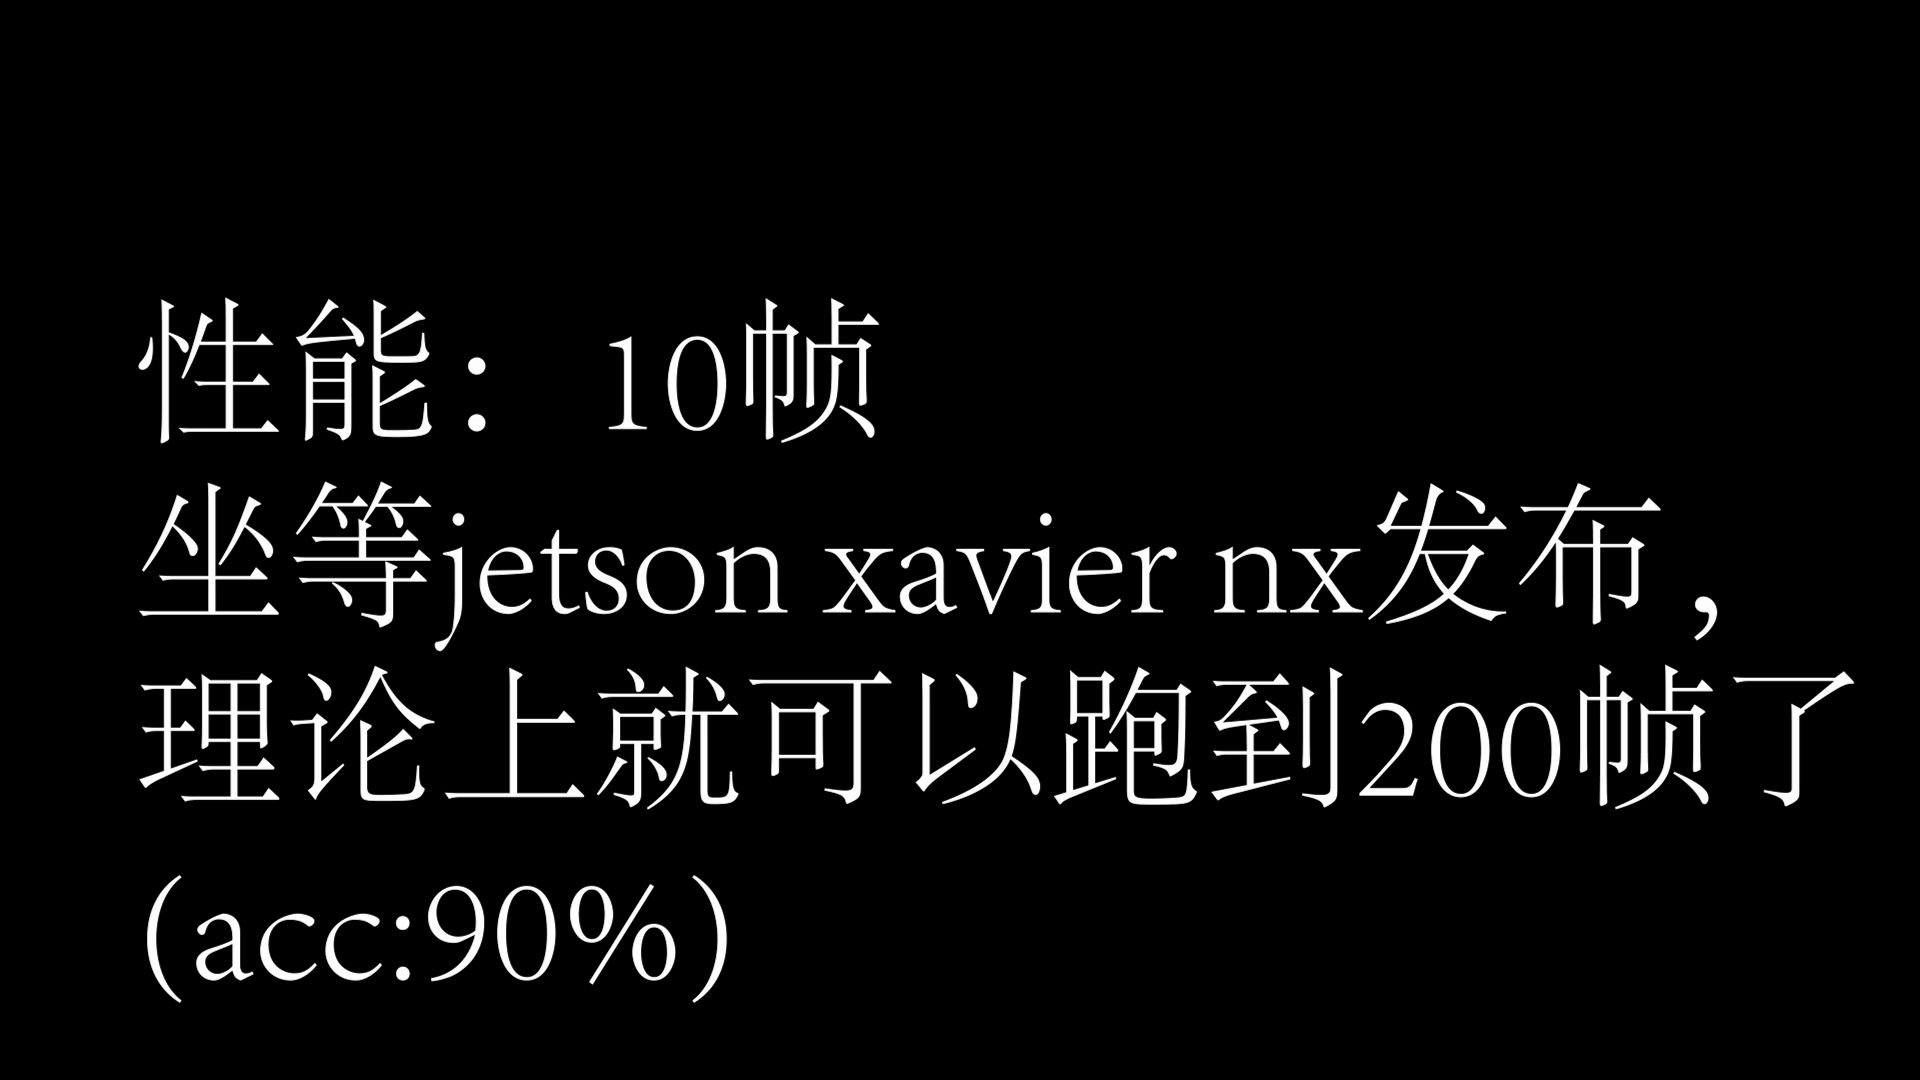 性能：10帧
坐等jetson xavier nx发布，
理论上就可以跑到200帧了
(acc:90%)